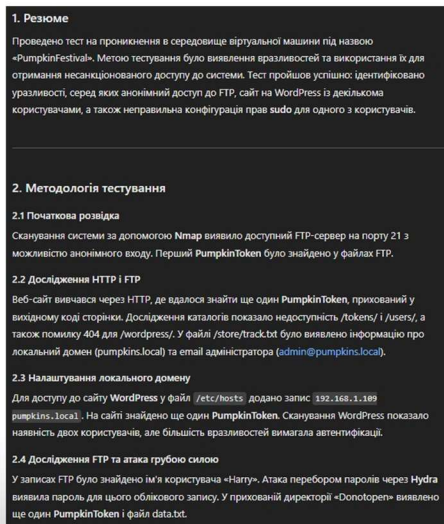 1. Резюме
Проведено тест на проникнення в середовище віртуальної машини під назвою
«PumpkinFestival». Метою тестування було виявлення вразливостей та використання їх для
отримання несанкціонованого доступу до системи. Тест пройшов успішно: ідентифіковано
уразливості, серед яких анонімний доступ до FTP, сайт на WordPress із декількома
користувачами, а також неправильна конфігурація прав sudo для одного з користувачів.
2. Методологія тестування
2.1 Початкова розвідка
Сканування системи за допомогою Nmap виявило доступний FTP-сервер на порту 21 з
можливістю анонімного входу. Перший PumpkinToken було знайдено у файлах FTP.
2.2 Дослідження HTTP і FTP
Веб-сайт вивчався через HTTP, де вдалося знайти ще один PumpkinToken, прихований у
вихідному коді сторінки. Дослідження каталогів показало недоступність /tokens/ і /users/, а
також помилку 404 для /wordpress/. У файлі /store/track.txt було виявлено інформацію про
локальний домен (pumpkins.local) та email адміністратора (admin@pumpkins.local).
2.3 Налаштування локального домену
Для доступу до сайту WordPress у файл /etc/hosts додано запис 192.168.1.109
pumpkins.local . На сайті знайдено ще один PumpkinToken. Сканування WordPress показало
наявність двох користувачів, але більшість вразливостей вимагала автентифікації.
2.4 Дослідження FTP та атака грубою силою
У записах FTP було знайдено ім'я користувача «Harry». Атака перебором паролів через Hydra
виявила пароль для цього облікового запису. У прихованій директорії «Donotopen» виявлено
ще один PumpkinToken і файл data.txt.